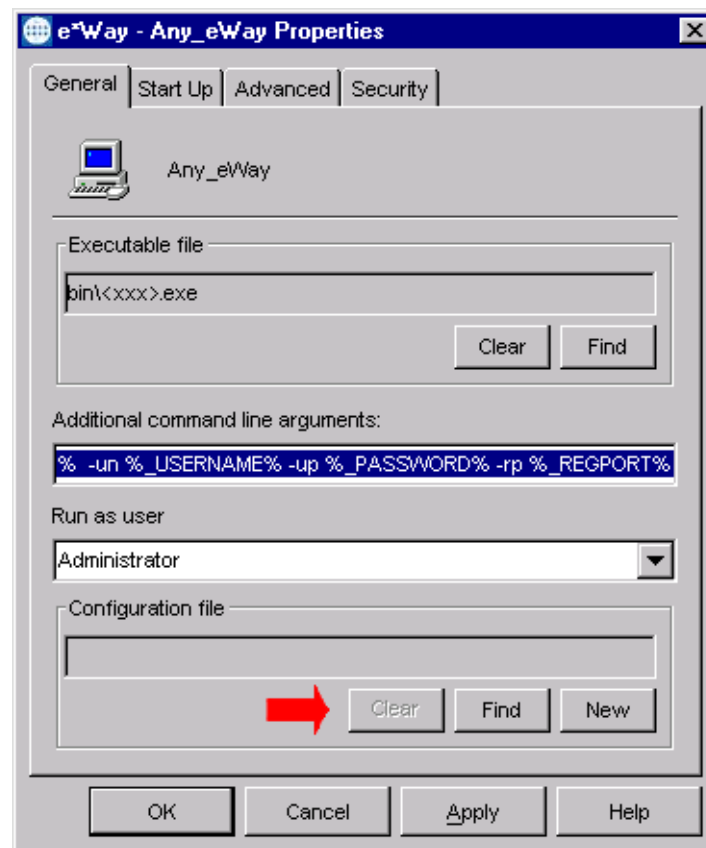 e*Way - Any_eWay Properties
General Start Up Advanced Security
Any_eWay
Executable file
bin\<xxx>.exe
Clear Find
Additional command line arguments:
% -un %_USERNAME% -up %_PASSWORD% -rp %_REGPORT%
Run as user
Administrator
Configuration file
Clear Find New
OK Cancel Apply Help